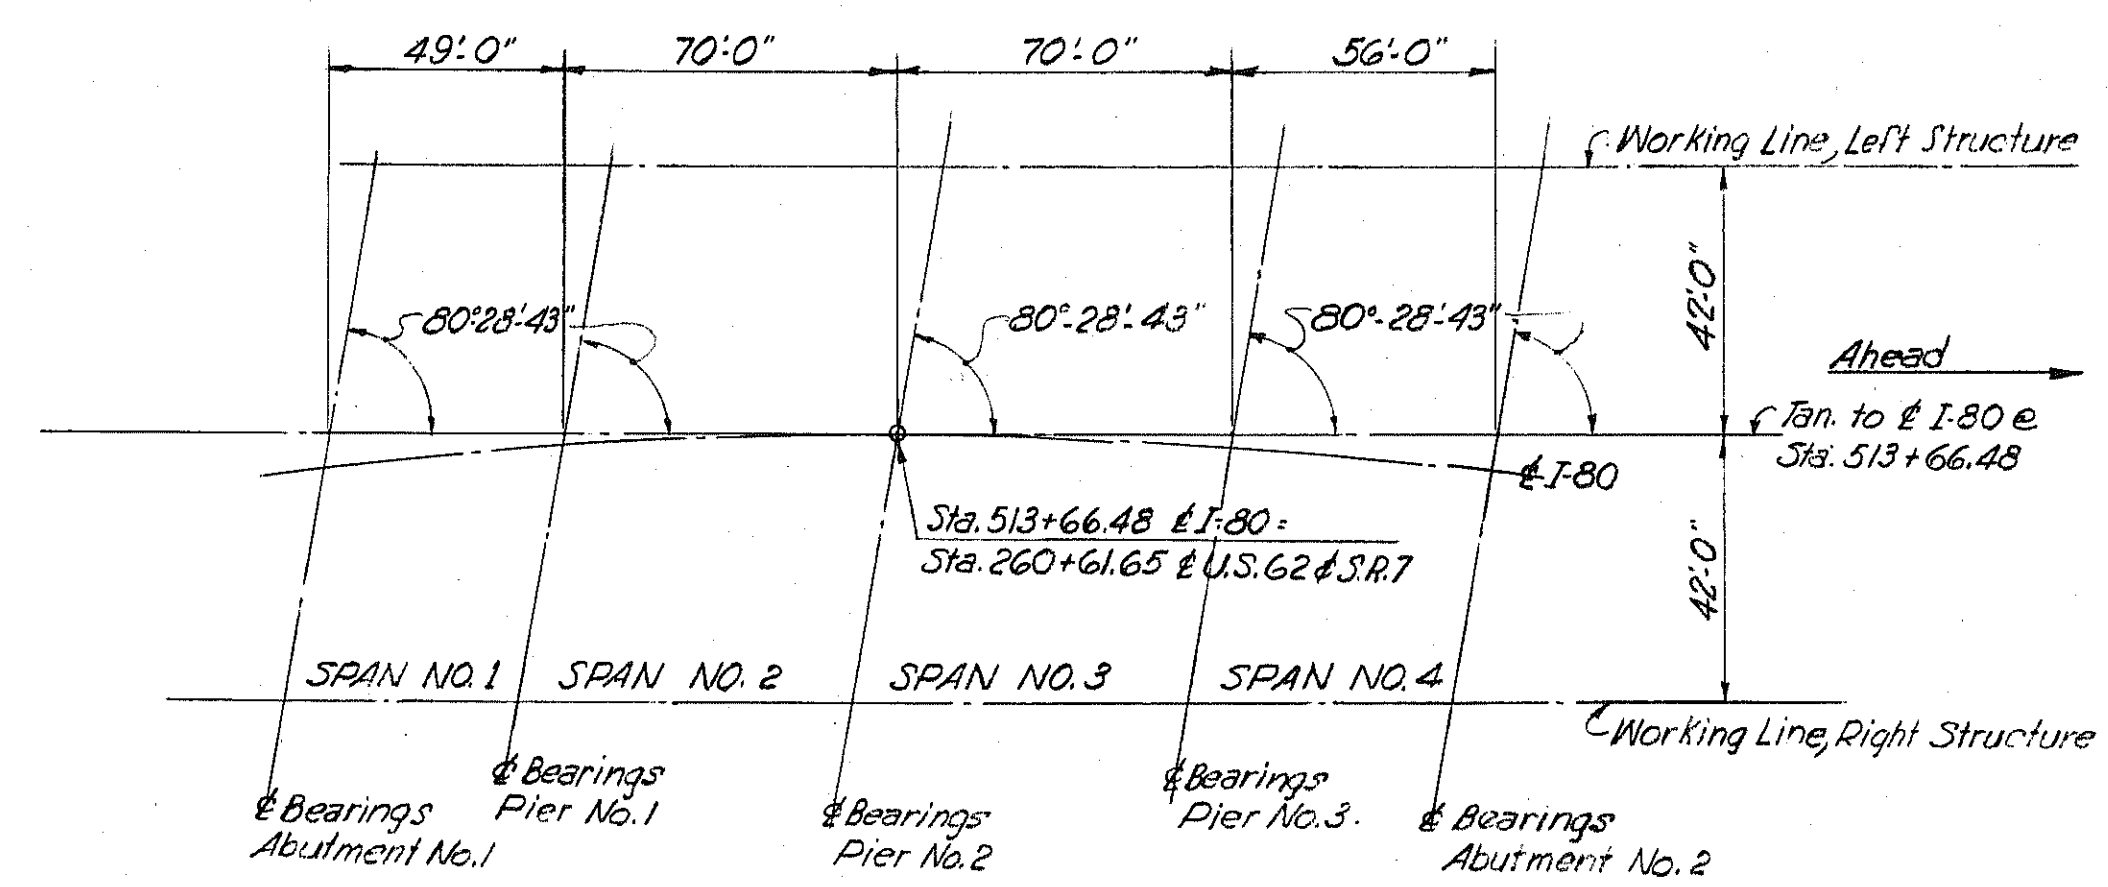 49'-0" 70'-0" 70'-0" 56'-0"
Working Line, Left Structure
42'-0"
80°-28'-43" 80°-28'-43" 80°-28'-43"
Ahead
Tan. to ℄ I-80 @
Sta. 513+66.48
℄ I-80
Sta. 513+66.48 ℄ I-80 =
Sta. 260+61.65 ℄ U.S. 62 & S.R. 7
42'-0"
SPAN NO. 1 SPAN NO. 2 SPAN NO. 3 SPAN NO. 4
Working Line, Right Structure
℄ Bearings
Abutment No. 1
℄ Bearings
Pier No. 1
℄ Bearings
Pier No. 2
℄ Bearings
Pier No. 3.
℄ Bearings
Abutment No. 2